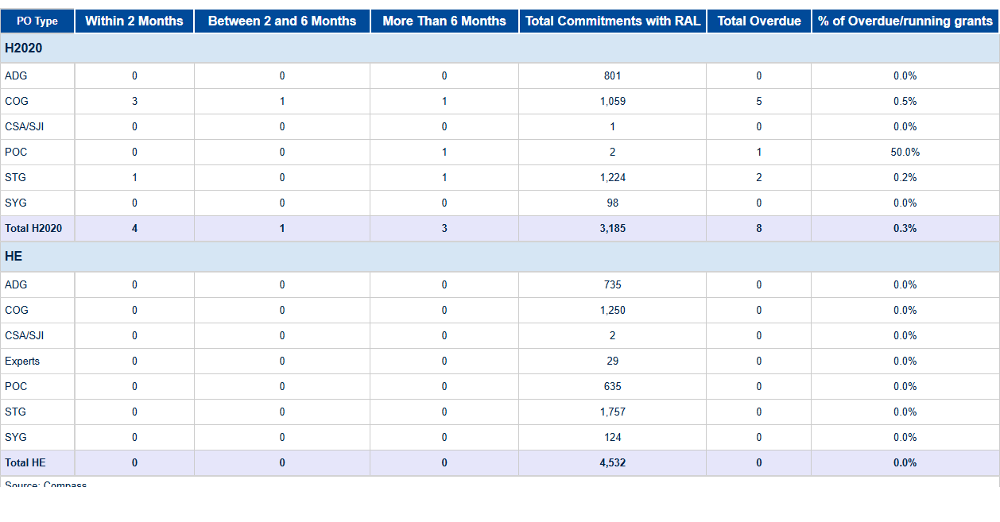 PO Type Within 2 Months Between 2 and 6 Months More Than 6 Months Total Commitments with RAL Total Overdue % of Overdue/running grants
H2020
ADG 0 0 0 801 0 0.0%
COG 3 1 1 1,059 5 0.5%
CSA/SJI 0 0 0 1 0 0.0%
POC 0 0 1 2 1 50.0%
STG 1 0 1 1,224 2 0.2%
SYG 0 0 0 98 0 0.0%
Total H2020 4 1 3 3,185 8 0.3%
HE
ADG 0 0 0 735 0 0.0%
COG 0 0 0 1,250 0 0.0%
CSA/SJI 0 0 0 2 0 0.0%
Experts 0 0 0 29 0 0.0%
POC 0 0 0 635 0 0.0%
STG 0 0 0 1,757 0 0.0%
SYG 0 0 0 124 0 0.0%
Total HE 0 0 0 4,532 0 0.0%
Source: Compass